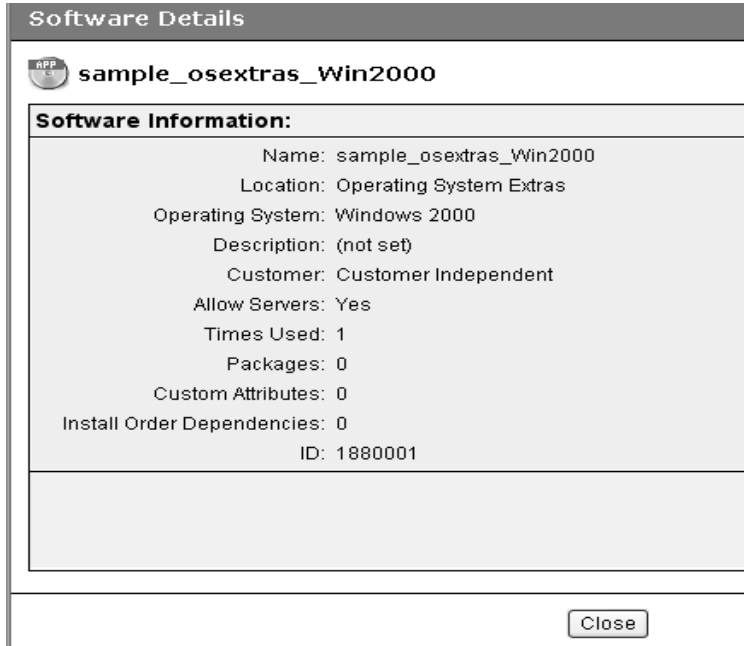 Software Details
APP
sample_osextras_Win2000
Software Information:
Name: sample_osextras_Win2000
Location: Operating System Extras
Operating System: Windows 2000
Description: (not set)
Customer: Customer Independent
Allow Servers: Yes
Times Used: 1
Packages: 0
Custom Attributes: 0
Install Order Dependencies: 0
ID: 1880001
Close